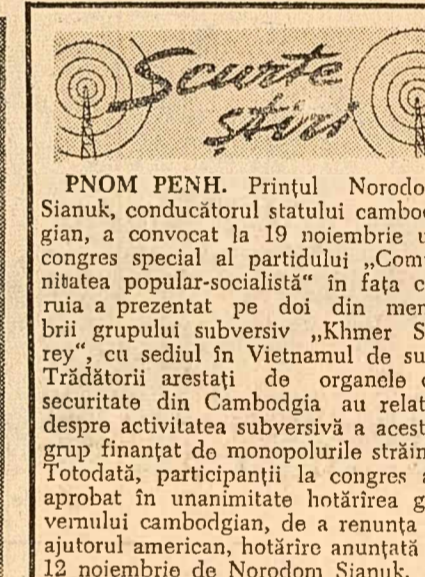 Scurte
știri
PNOM PENH. Prințul Norodo
Sianuk, conducătorul statului cambo
gian, a convocat la 19 noiembrie u
congres special al partidului „Com
nitatea popular-socialistă“ în fața c
ruia a prezentat pe doi din mem
brii grupului subversiv „Khmer S
rey“, cu sediul în Vietnamul de su
Trădătorii arestați de organele
securitate din Cambodgia au relat
despre activitatea subversivă a acest
grup finanțat de monopolurile străin
Totodată, participanții la congres a
aprobat în unanimitate hotărîrea g
vernului cambodgian, de a renunța
ajutorul american, hotărîre anunțată
12 noiembrie de Norodom Sianuk.